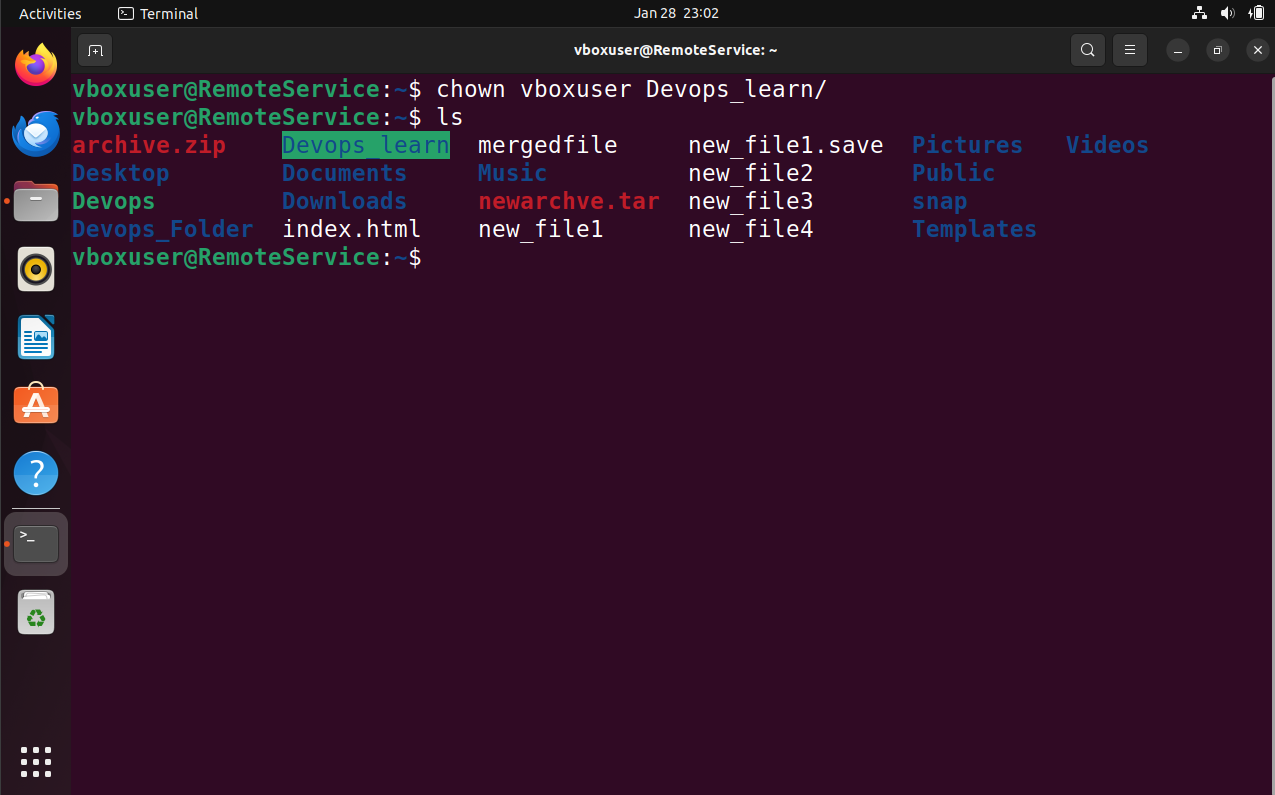 Activities Terminal Jan 28 23:02
vboxuser@RemoteService: ~
vboxuser@RemoteService:~$ chown vboxuser Devops_learn/
vboxuser@RemoteService:~$ ls
archive.zip Devops_learn mergedfile new_file1.save Pictures Videos
Desktop Documents Music new_file2 Public
Devops Downloads newarchve.tar new_file3 snap
Devops_Folder index.html new_file1 new_file4 Templates
vboxuser@RemoteService:~$